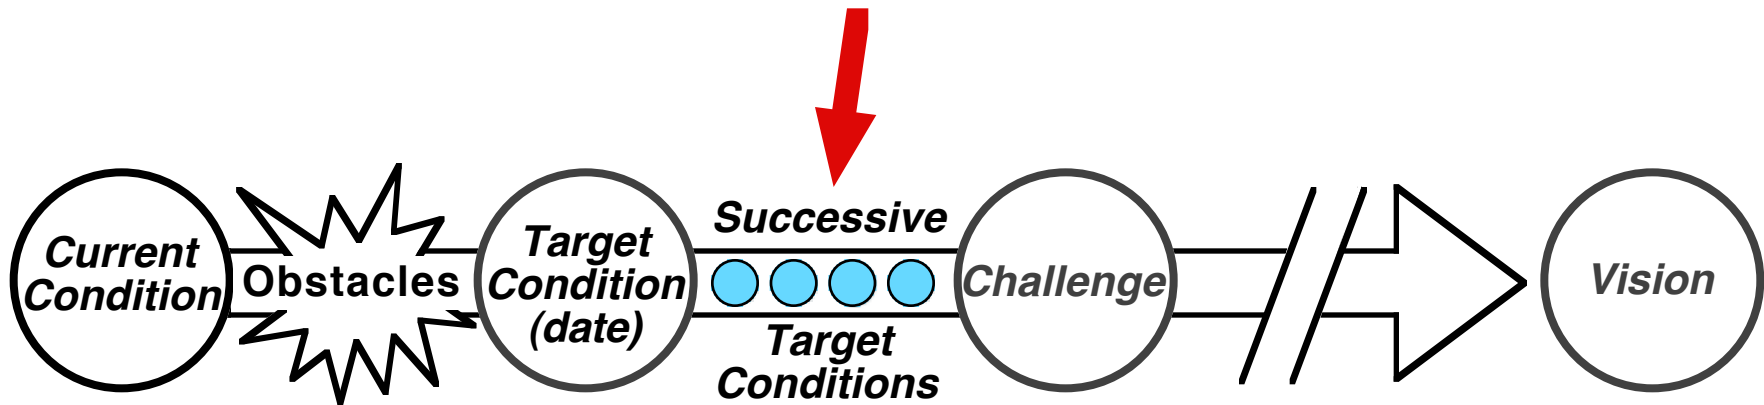 Current
Condition
Obstacles
Target
Condition
(date)
Successive
Target
Conditions
Challenge
Vision